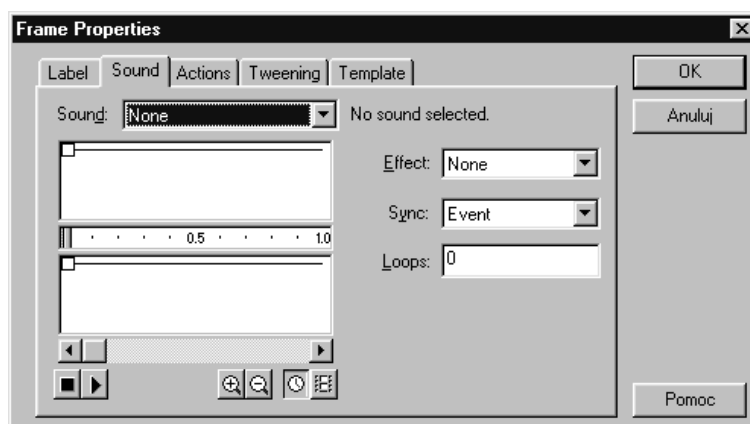 Frame Properties
Label Sound Actions Tweening Template
OK
Sound: None No sound selected.
Anuluj
Effect: None
Sync: Event
0.5 1.0
Loops: 0
Pomoc